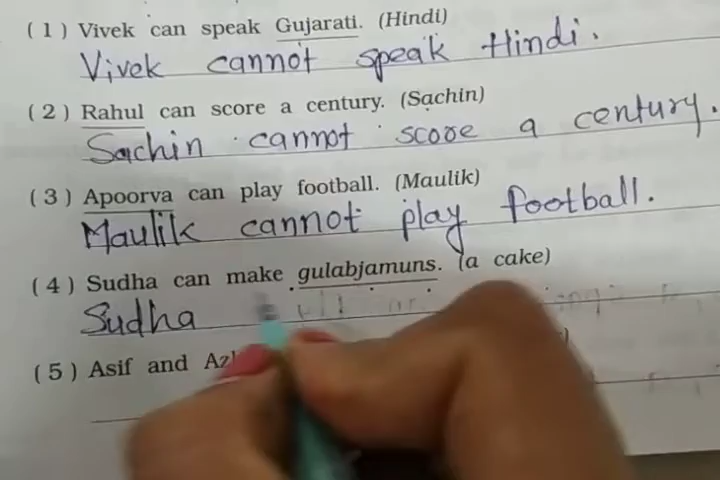 (1) Vivek can speak Gujarati. (Hindi)
Vivek cannot speak Hindi.
(2) Rahul can score a century. (Sachin)
Sachin cannot score a century.
(3) Apoorva can play football. (Maulik)
Maulik cannot play football.
(4) Sudha can make gulabjamuns. (a cake)
Sudha
(5) Asif and